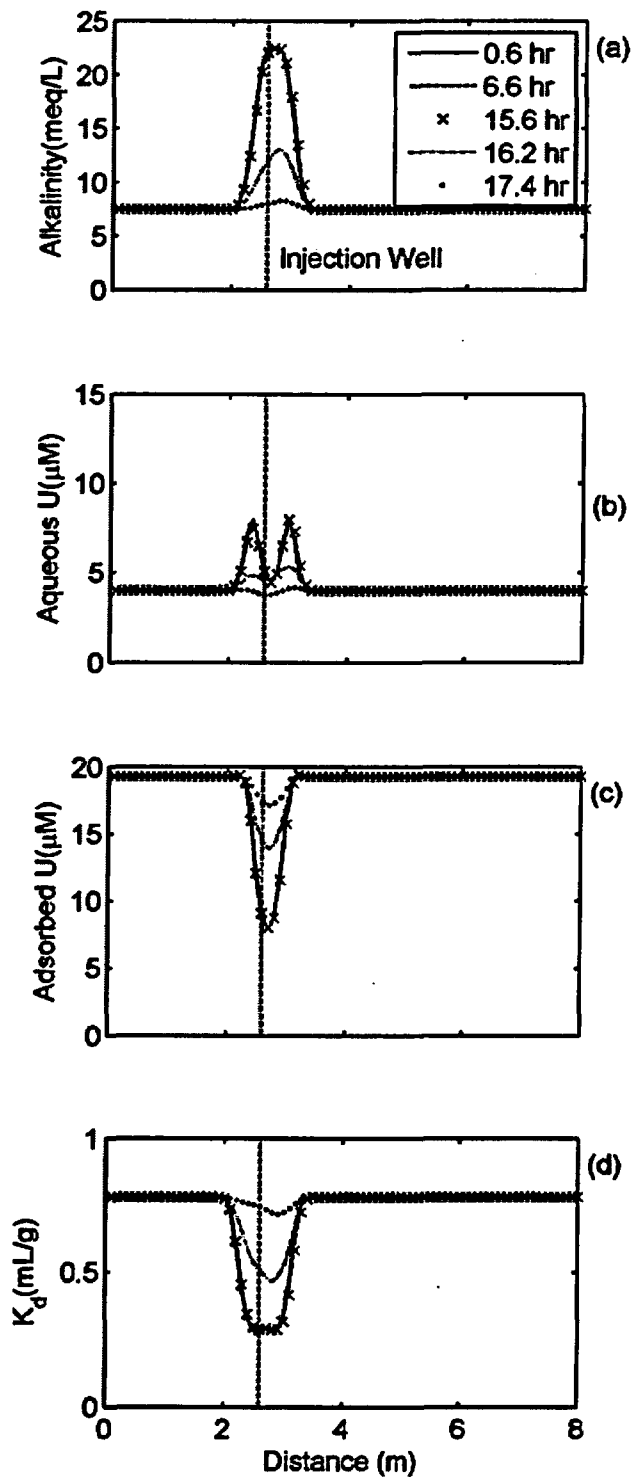 25
20
15
10
5
0
Alkalinity(meq/L)
0.6 hr
6.6 hr
15.6 hr
16.2 hr
17.4 hr
(a)
Injection Well
15
10
5
0
Aqueous U(μM)
(b)
20
15
10
5
0
Adsorbed U(μM)
(c)
1
0.5
0
Kd(mL/g)
(d)
0 2 4 6 8
Distance (m)